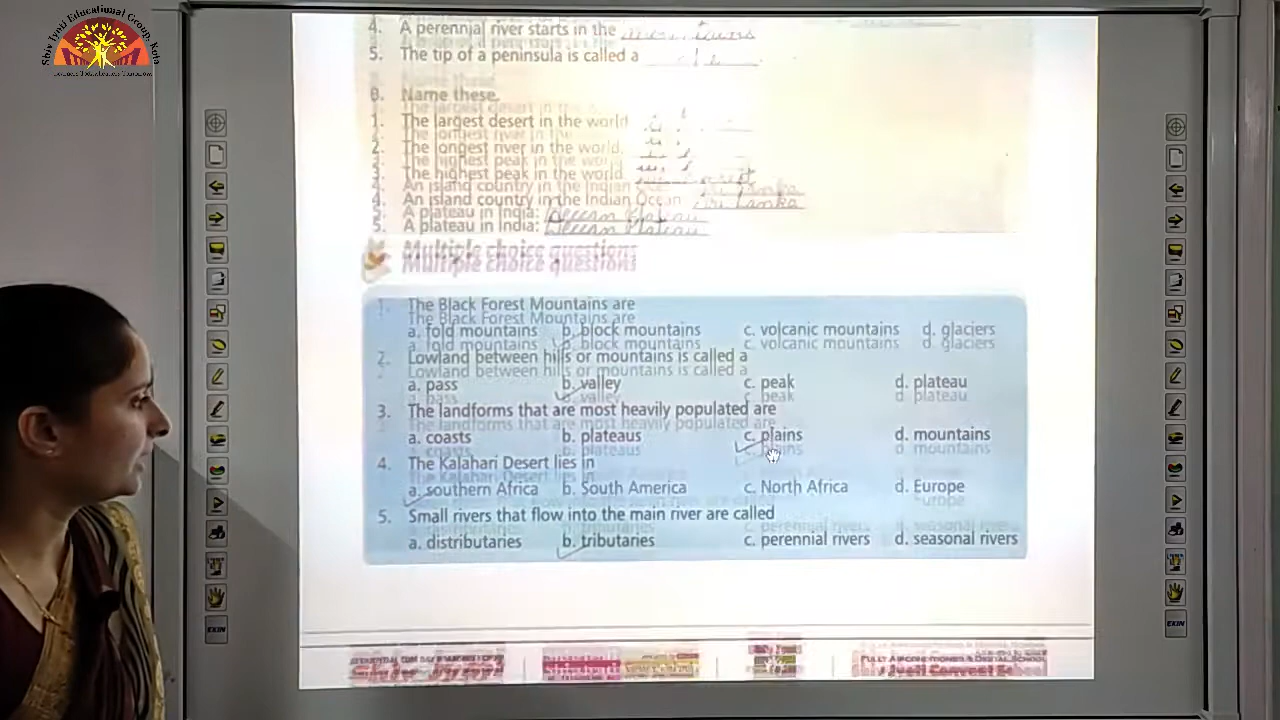 Shiv Jyoti Educational Group, Kota
4. A perennial river starts in the
5. The tip of a peninsula is called a
B. Name these.
1. The largest desert in the world
2. The longest river in the world.
3. The highest peak in the world
4. An island country in the Indian Ocean Sri Lanka
5. A plateau in India: Deccan Plateau
Multiple choice questions
1. The Black Forest Mountains are
a. fold mountains b. block mountains c. volcanic mountains d. glaciers
2. Lowland between hills or mountains is called a
a. pass b. valley c. peak d. plateau
3. The landforms that are most heavily populated are
a. coasts b. plateaus c. plains d. mountains
4. The Kalahari Desert lies in
a. southern Africa b. South America c. North Africa d. Europe
5. Small rivers that flow into the main river are called
a. distributaries b. tributaries c. perennial rivers d. seasonal rivers